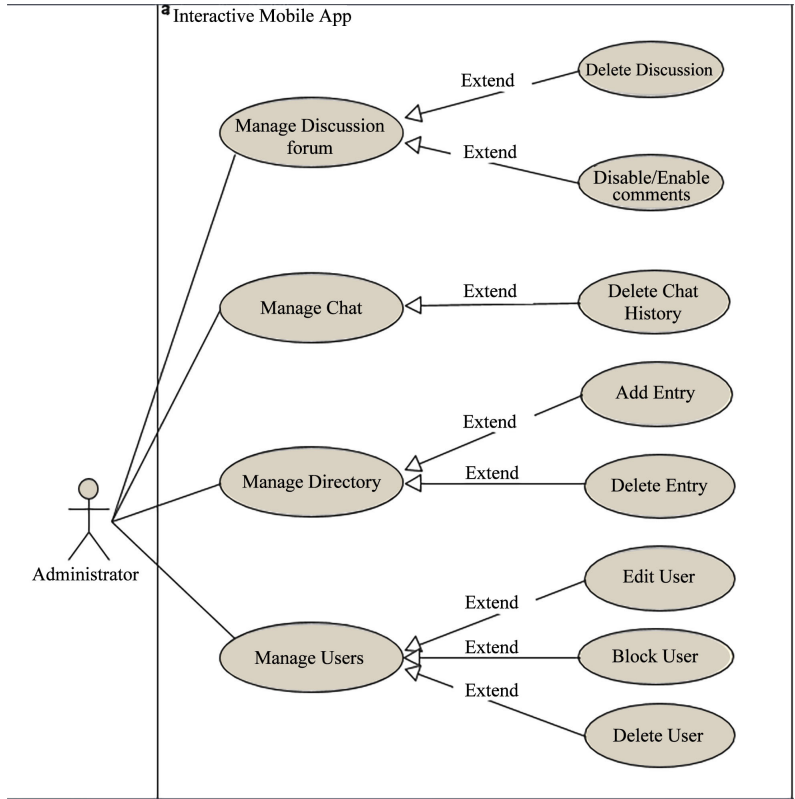 a Interactive Mobile App
Extend
Delete Discussion
Manage Discussion
forum
Extend
Disable/Enable
comments
Manage Chat
Extend
Delete Chat
History
Extend
Add Entry
Manage Directory
Extend
Delete Entry
Administrator
Extend
Edit User
Manage Users
Extend
Block User
Extend
Delete User